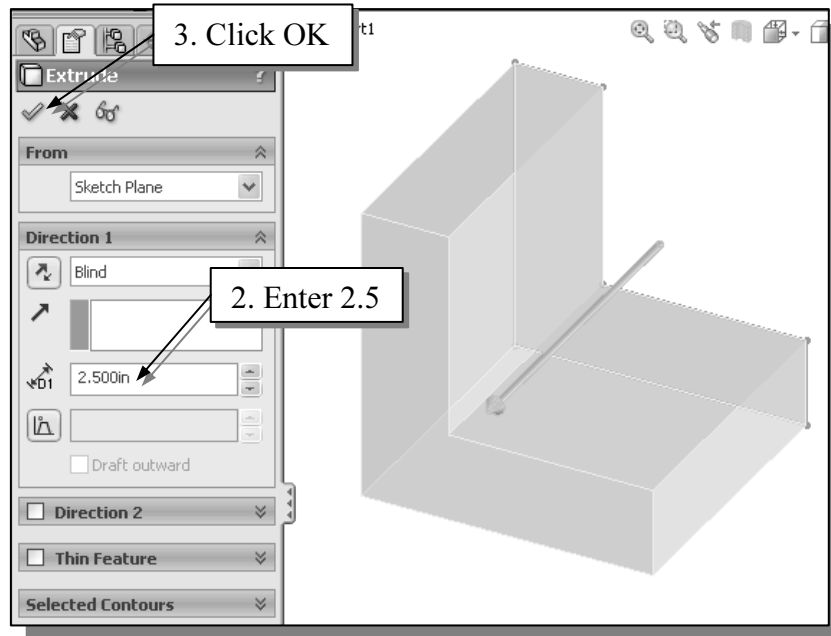 3. Click OK
rt1
Extrude
?
From
Sketch Plane
Direction 1
Blind
2. Enter 2.5
D1
2.500in
Draft outward
Direction 2
Thin Feature
Selected Contours